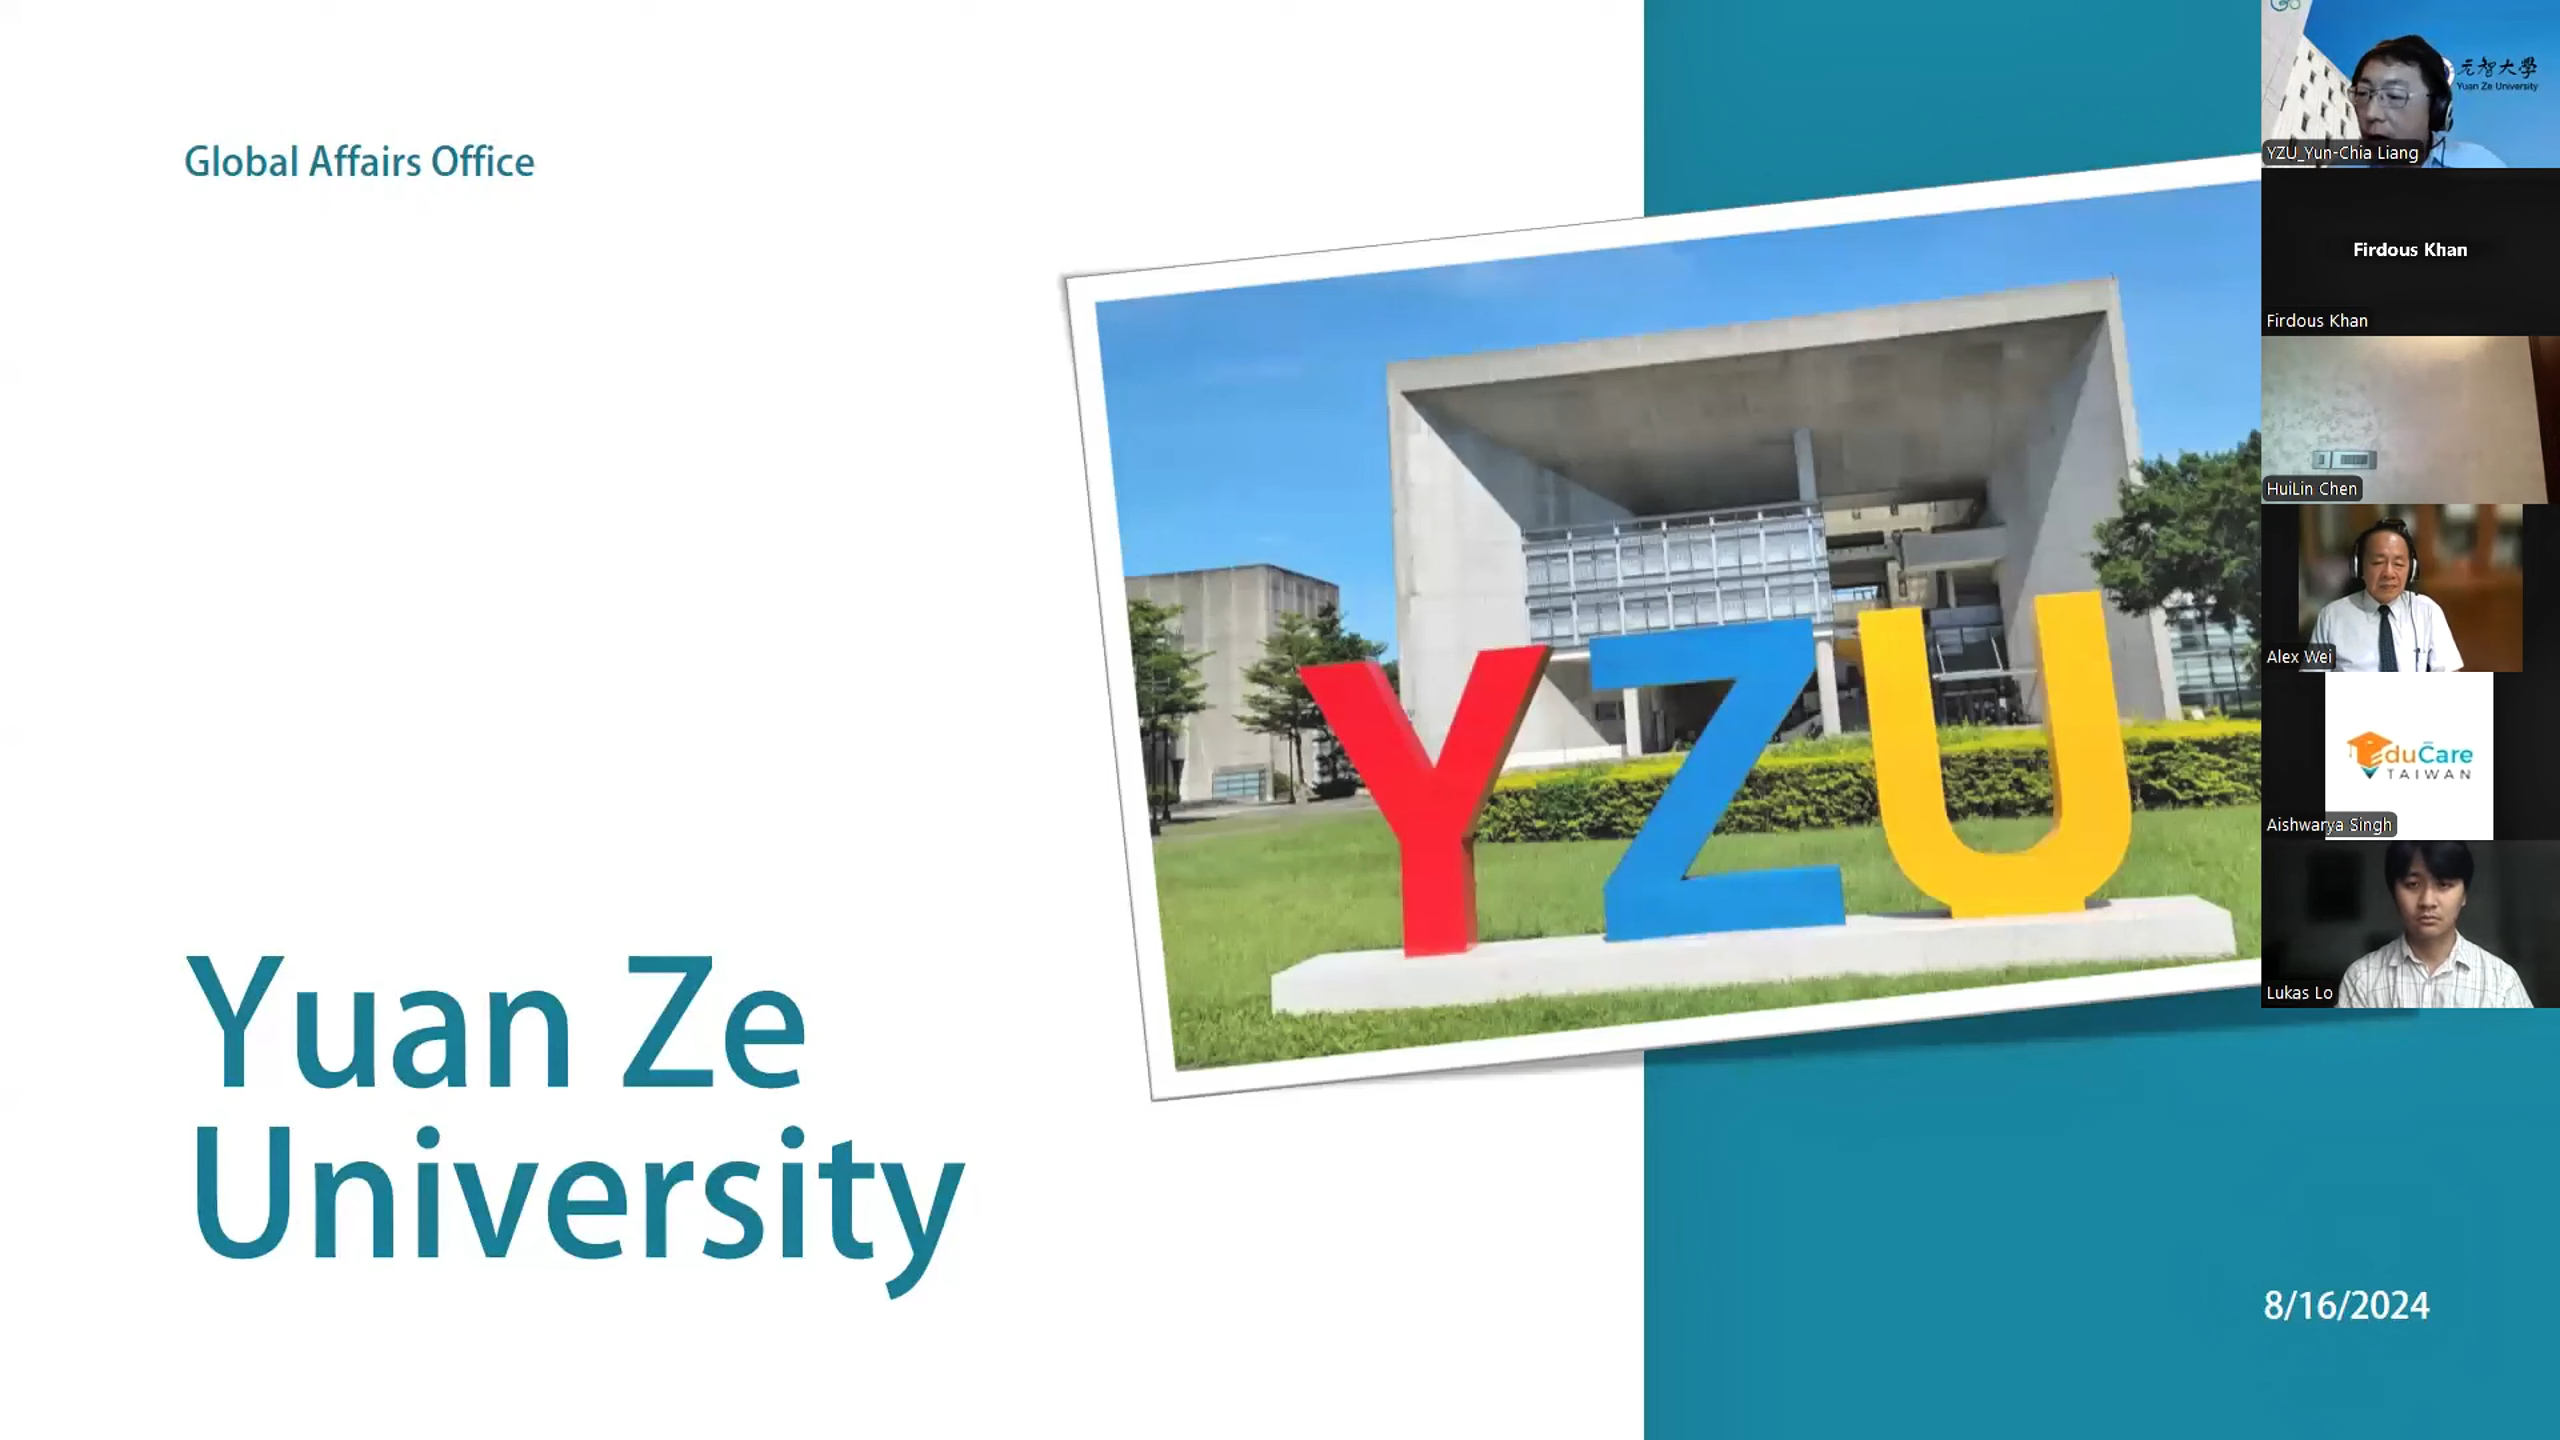 Global Affairs Office
Yuan Ze
University
YZU
8/16/2024
元智大學
Yuan Ze University
YZU_Yun-Chia Liang
Firdous Khan
Firdous Khan
HuiLin Chen
Alex Wei
EduCare
TAIWAN
Aishwarya Singh
Lukas Lo